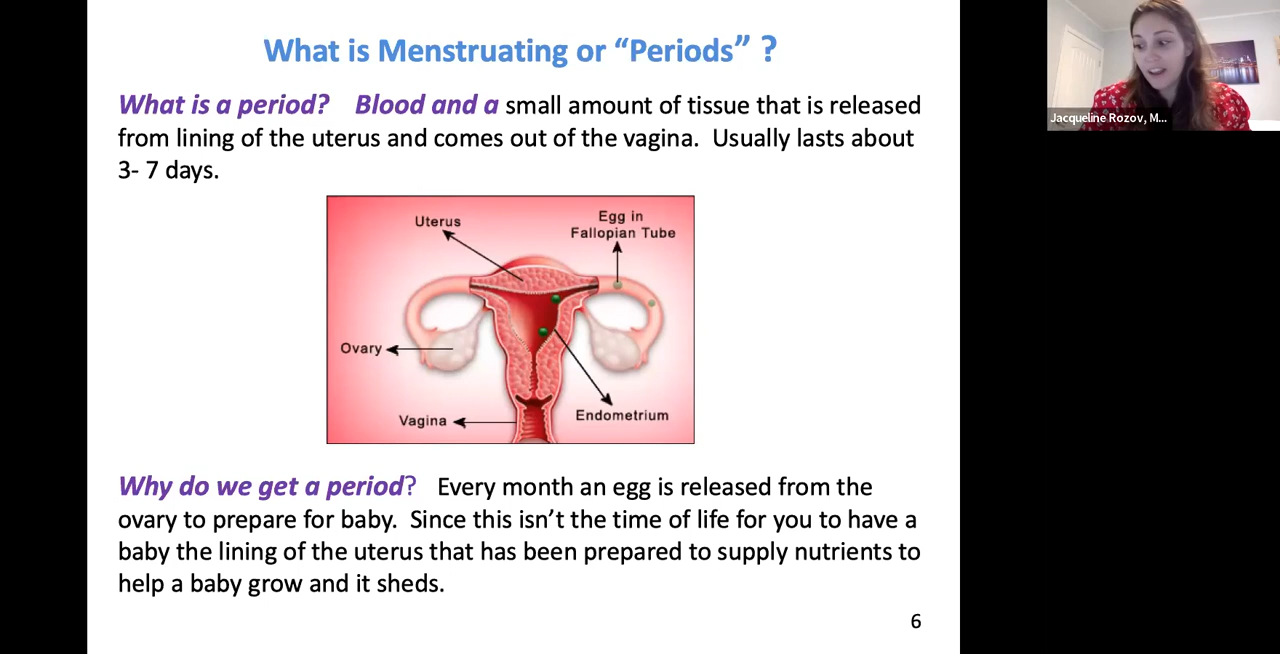 What is Menstruating or “Periods” ?
What is a period? Blood and a small amount of tissue that is released
from lining of the uterus and comes out of the vagina. Usually lasts about
3- 7 days.
Uterus
Egg in
Fallopian Tube
Ovary
Vagina
Endometrium
Why do we get a period? Every month an egg is released from the
ovary to prepare for baby. Since this isn’t the time of life for you to have a
baby the lining of the uterus that has been prepared to supply nutrients to
help a baby grow and it sheds.
6
Jacqueline Rozov, M...